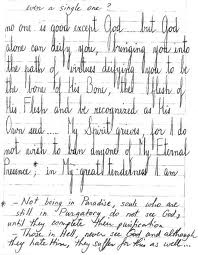 even a single one?
no one is good except God but God
alone can deify you, bringing you into
the path of virtues deifying you to be
the bone of His Bone, the flesh of
His Flesh and be recognized as His
Own seed.... My Spirit grieves for I do
not wish to ban anyone of My Eternal
Presence; * in My great tenderness I am
* - Not being in Paradise, souls who are
still in Purgatory, do not see God,
until they complete their purification.
- Those in Hell, never see God and although
they hate Him, they suffer for this as well...